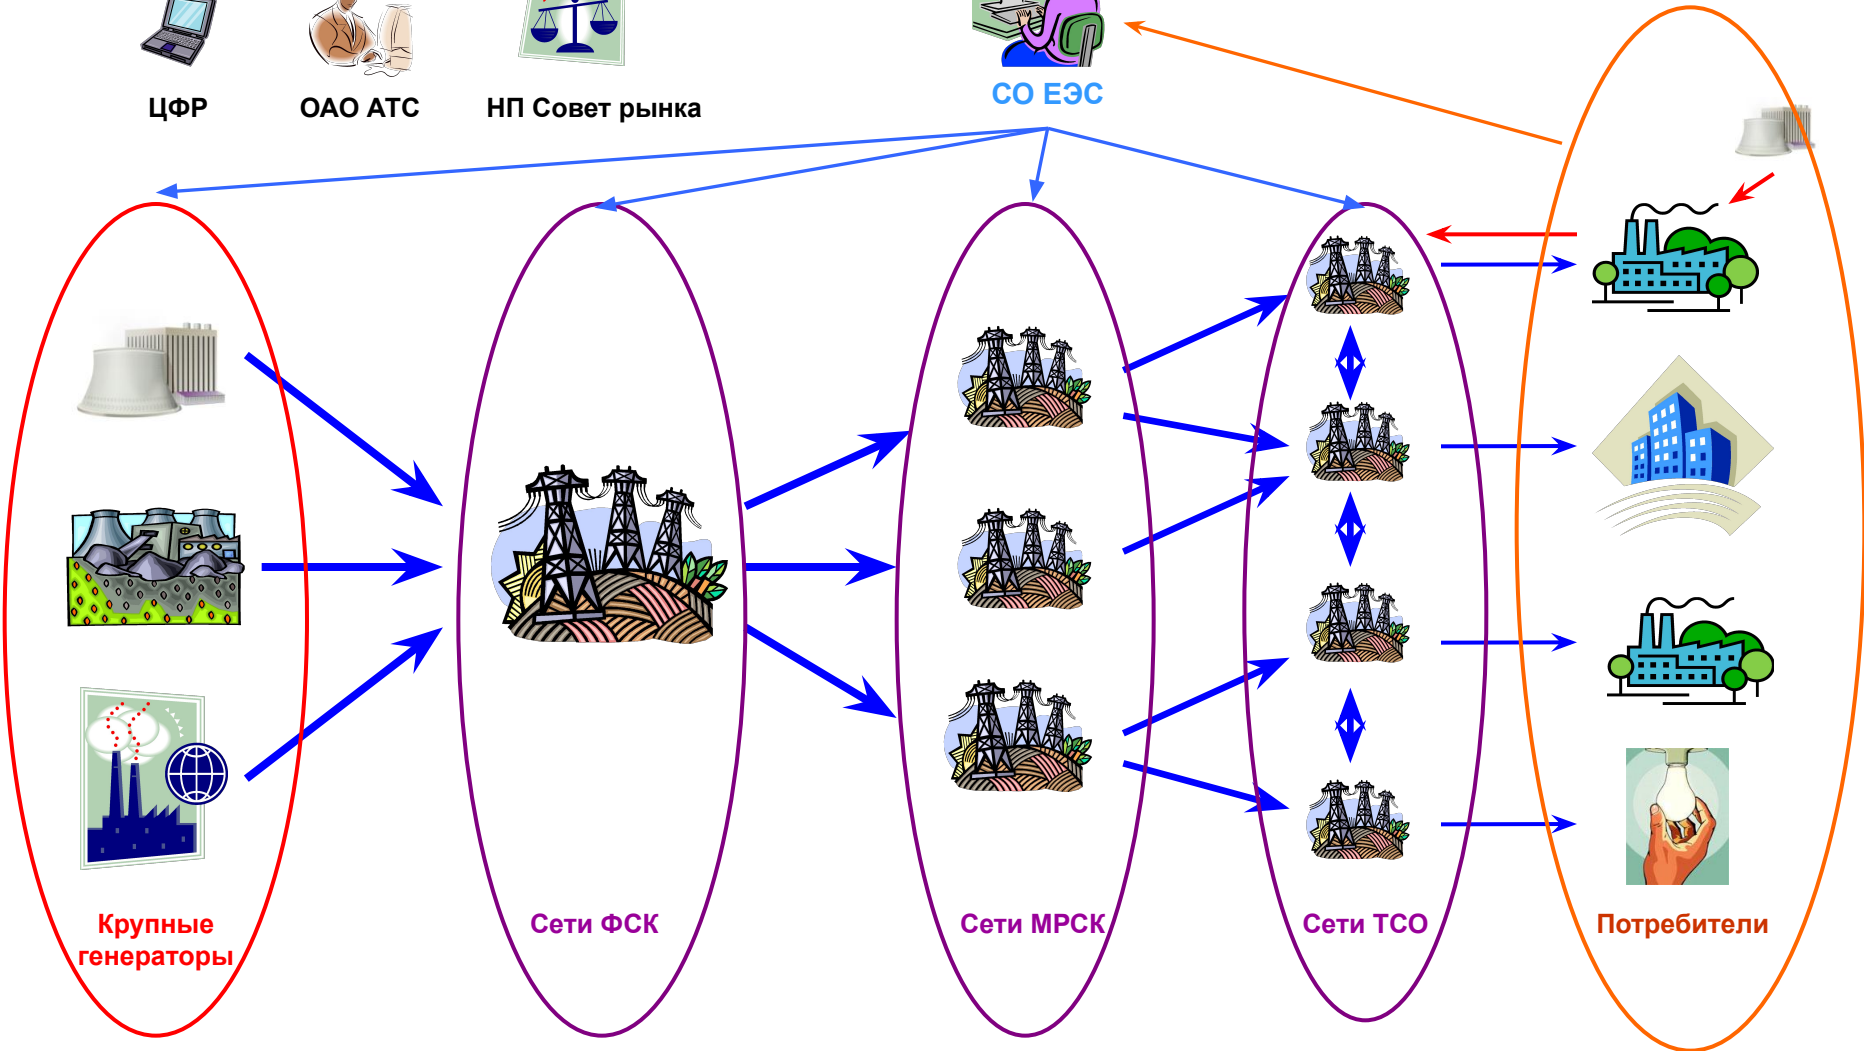 ЦФР
ОАО АТС
НП Совет рынка
СО ЕЭС
Крупные
генераторы
Сети ФСК
Сети МРСК
Сети ТСО
Потребители